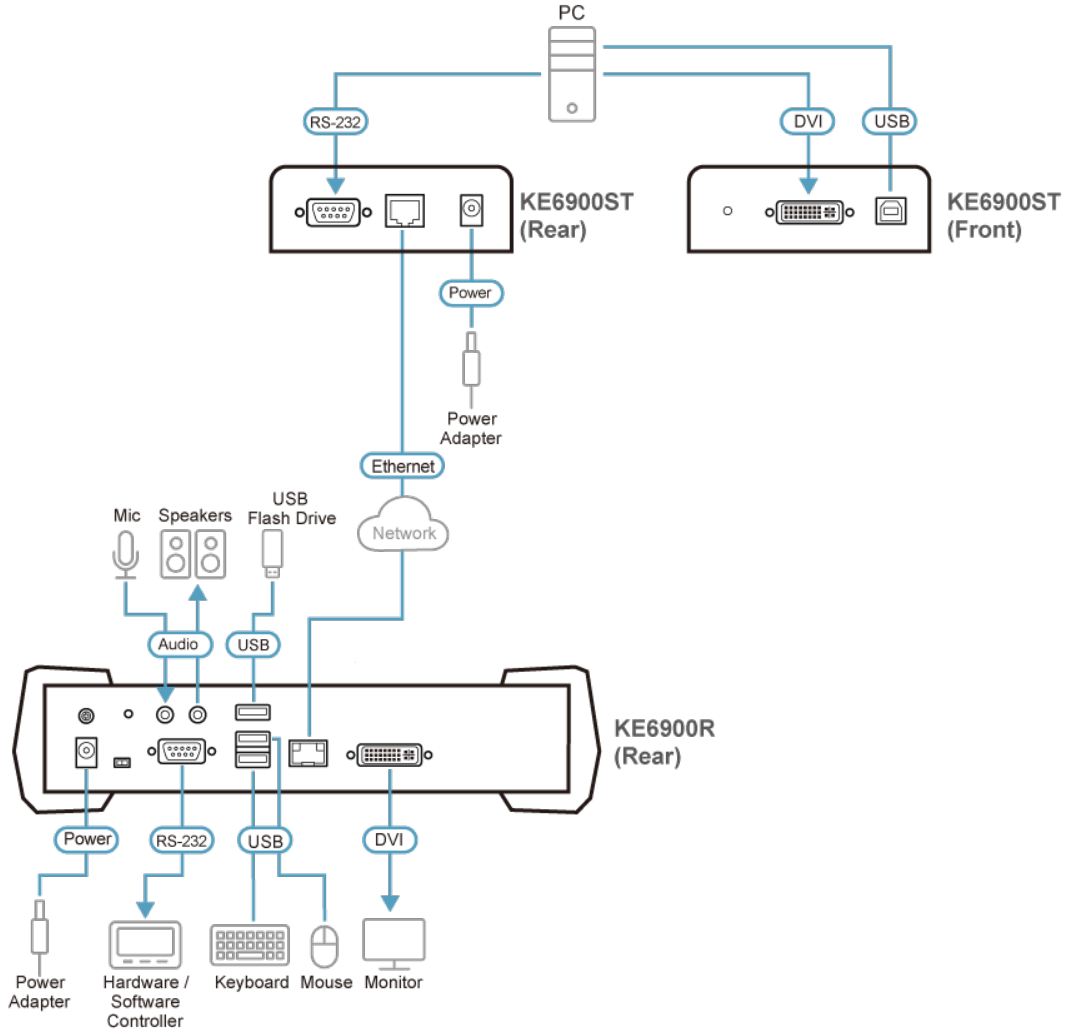 PC
RS-232
DVI
USB
KE6900ST
(Rear)
KE6900ST
(Front)
Power
Power
Adapter
Ethernet
Network
Mic
Speakers
USB
Flash Drive
Audio
USB
KE6900R
(Rear)
Power
RS-232
USB
DVI
Power
Adapter
Hardware /
Software
Controller
Keyboard
Mouse
Monitor